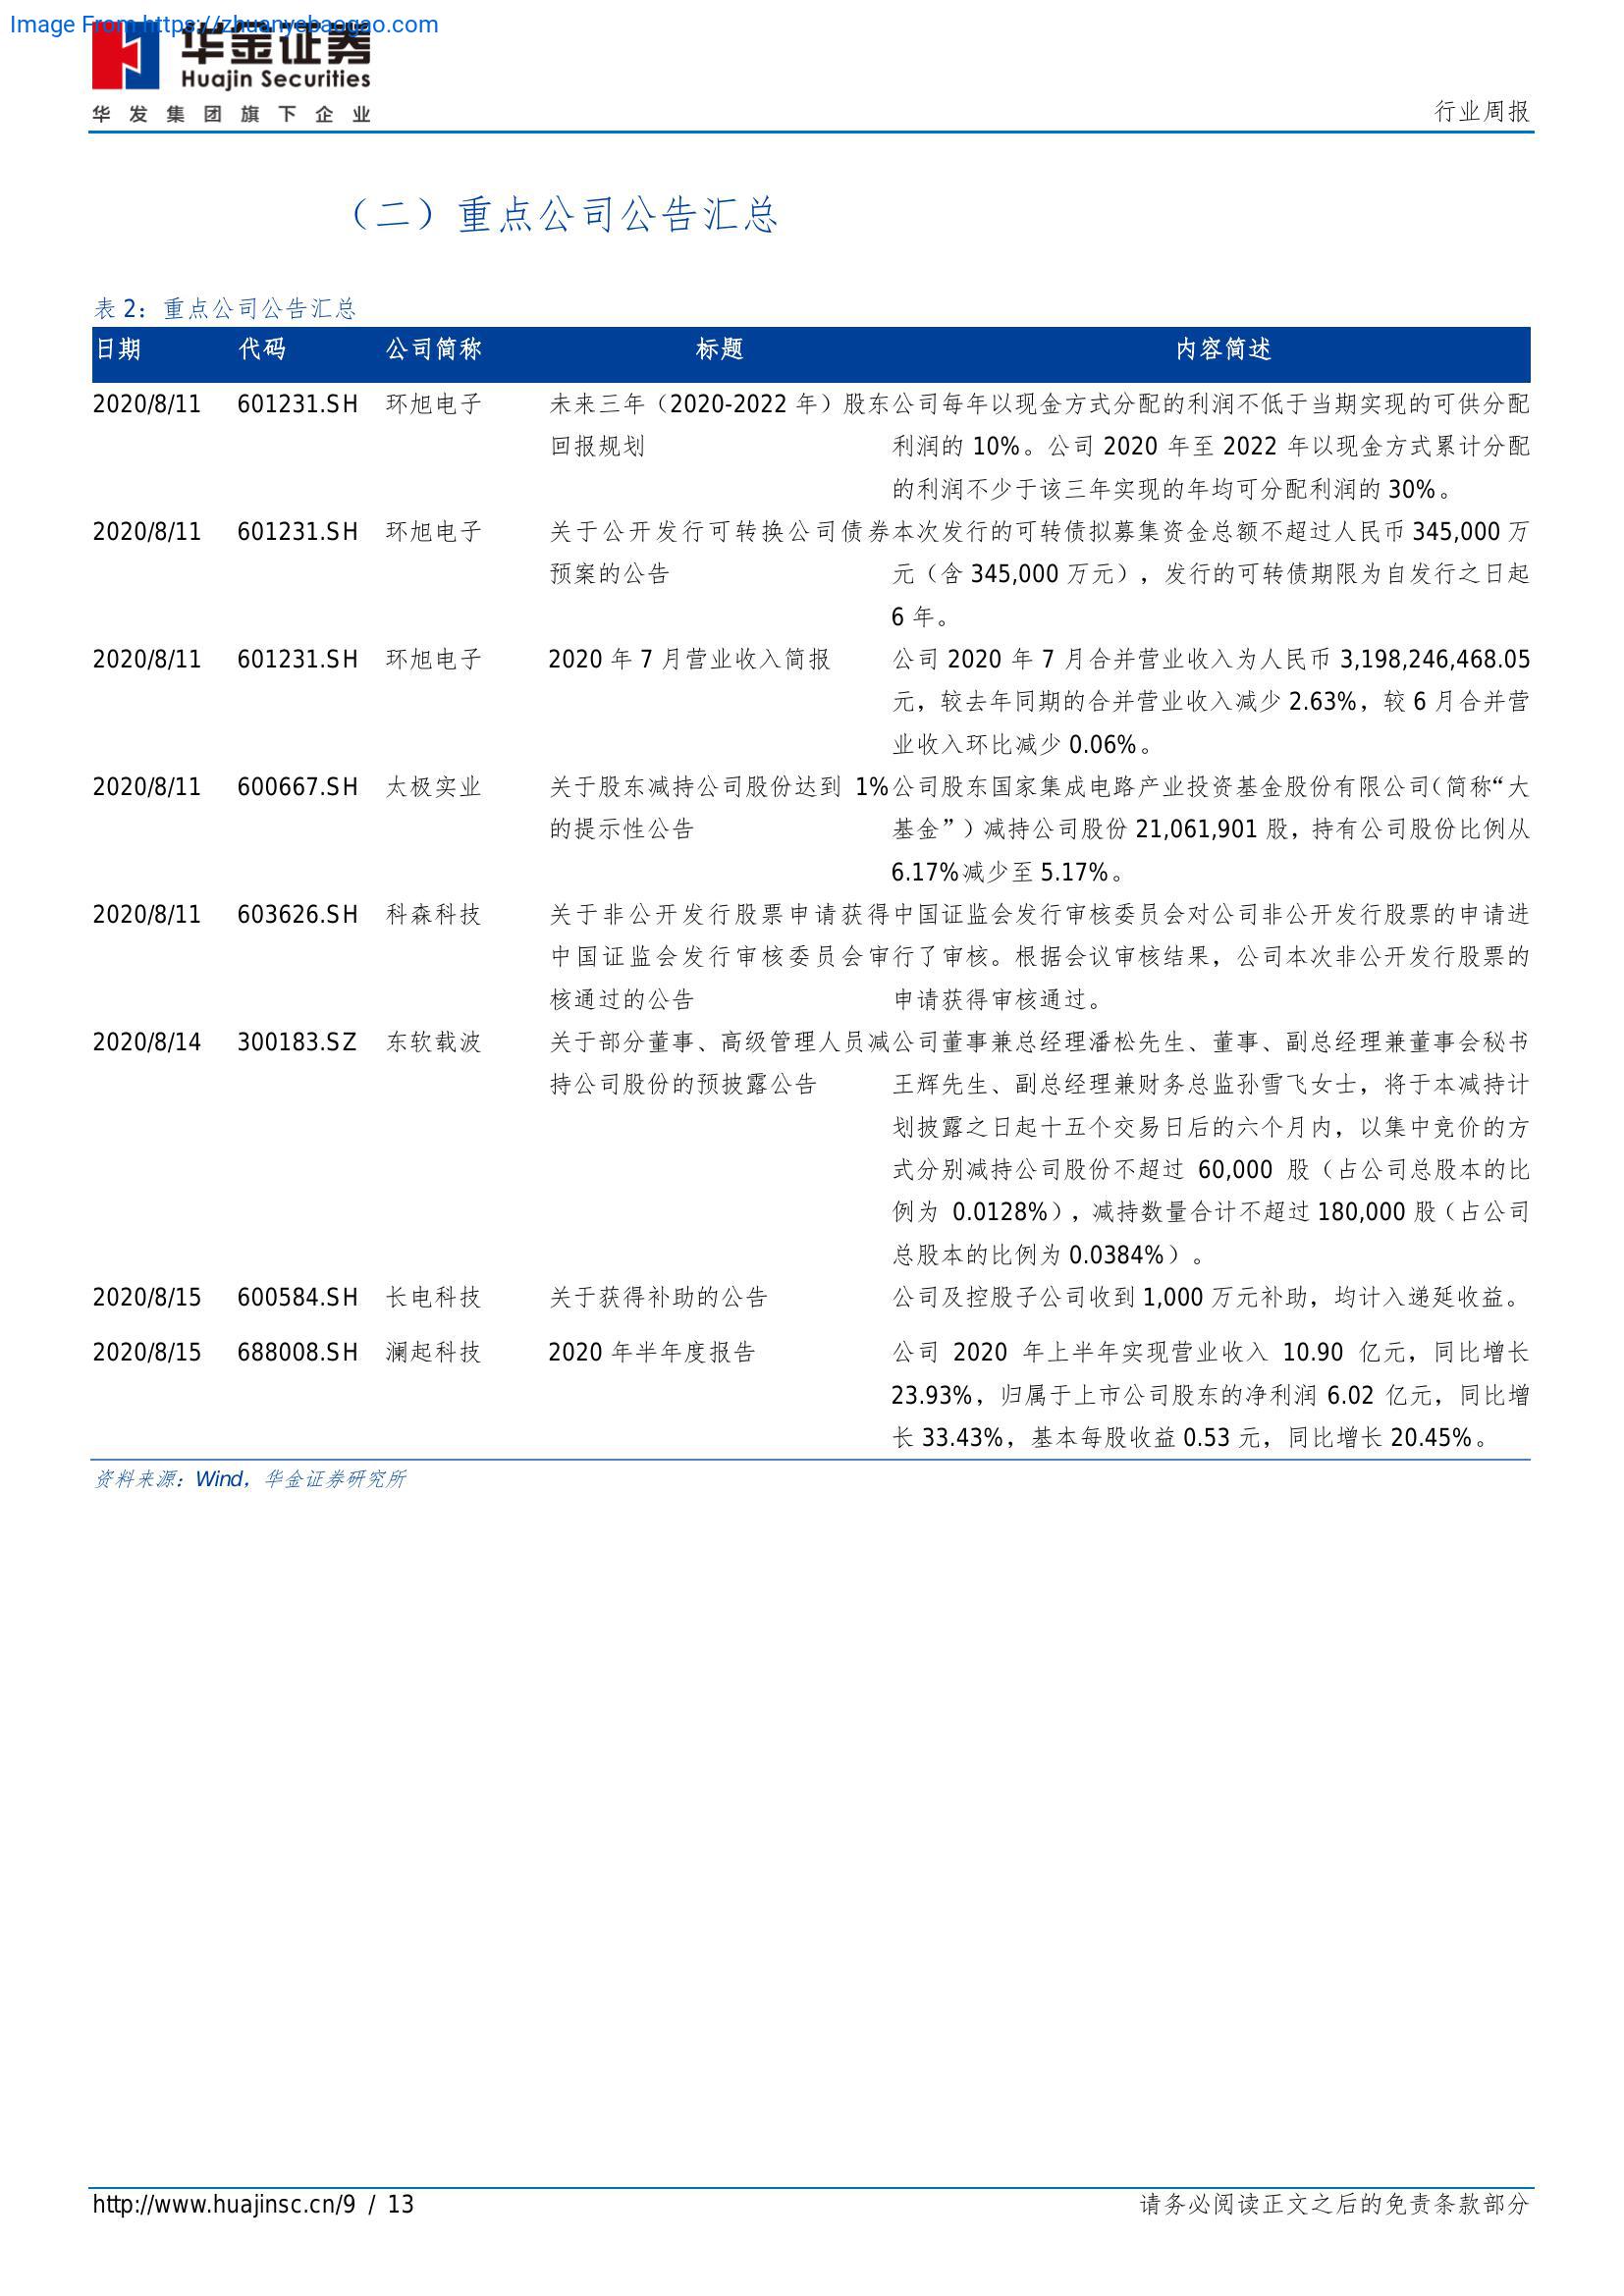 Image From https://zhuanyebaogao.com
华金证券
Huajin Securities
华发集团旗下企业
行业周报
（二）重点公司公告汇总
表 2：重点公司公告汇总
日期 代码 公司简称 标题 内容简述
2020/8/11 601231.SH 环旭电子 未来三年（2020-2022 年）股东 公司每年以现金方式分配的利润不低于当期实现的可供分配
回报规划 利润的 10%。公司 2020 年至 2022 年以现金方式累计分配
的利润不少于该三年实现的年均可分配利润的 30%。
2020/8/11 601231.SH 环旭电子 关于公开发行可转换公司债券 本次发行的可转债拟募集资金总额不超过人民币 345,000 万
预案的公告 元（含 345,000 万元），发行的可转债期限为自发行之日起
6 年。
2020/8/11 601231.SH 环旭电子 2020 年 7 月营业收入简报 公司 2020 年 7 月合并营业收入为人民币 3,198,246,468.05
元，较去年同期的合并营业收入减少 2.63%，较 6 月合并营
业收入环比减少 0.06%。
2020/8/11 600667.SH 太极实业 关于股东减持公司股份达到 1% 公司股东国家集成电路产业投资基金股份有限公司（简称“大
的提示性公告 基金”）减持公司股份 21,061,901 股，持有公司股份比例从
6.17%减少至 5.17%。
2020/8/11 603626.SH 科森科技 关于非公开发行股票申请获得 中国证监会发行审核委员会对公司非公开发行股票的申请进
中国证监会发行审核委员会审 行了审核。根据会议审核结果，公司本次非公开发行股票的
核通过的公告 申请获得审核通过。
2020/8/14 300183.SZ 东软载波 关于部分董事、高级管理人员减 公司董事兼总经理潘松先生、董事、副总经理兼董事会秘书
持公司股份的预披露公告 王辉先生、副总经理兼财务总监孙雪飞女士，将于本减持计
划披露之日起十五个交易日后的六个月内，以集中竞价的方
式分别减持公司股份不超过 60,000 股（占公司总股本的比
例为 0.0128%），减持数量合计不超过 180,000 股（占公司
总股本的比例为 0.0384%）。
2020/8/15 600584.SH 长电科技 关于获得补助的公告 公司及控股子公司收到 1,000 万元补助，均计入递延收益。
2020/8/15 688008.SH 澜起科技 2020 年半年度报告 公司 2020 年上半年实现营业收入 10.90 亿元，同比增长
23.93%，归属于上市公司股东的净利润 6.02 亿元，同比增
长 33.43%，基本每股收益 0.53 元，同比增长 20.45%。
资料来源：Wind，华金证券研究所
http://www.huajinsc.cn/9 / 13 请务必阅读正文之后的免责条款部分